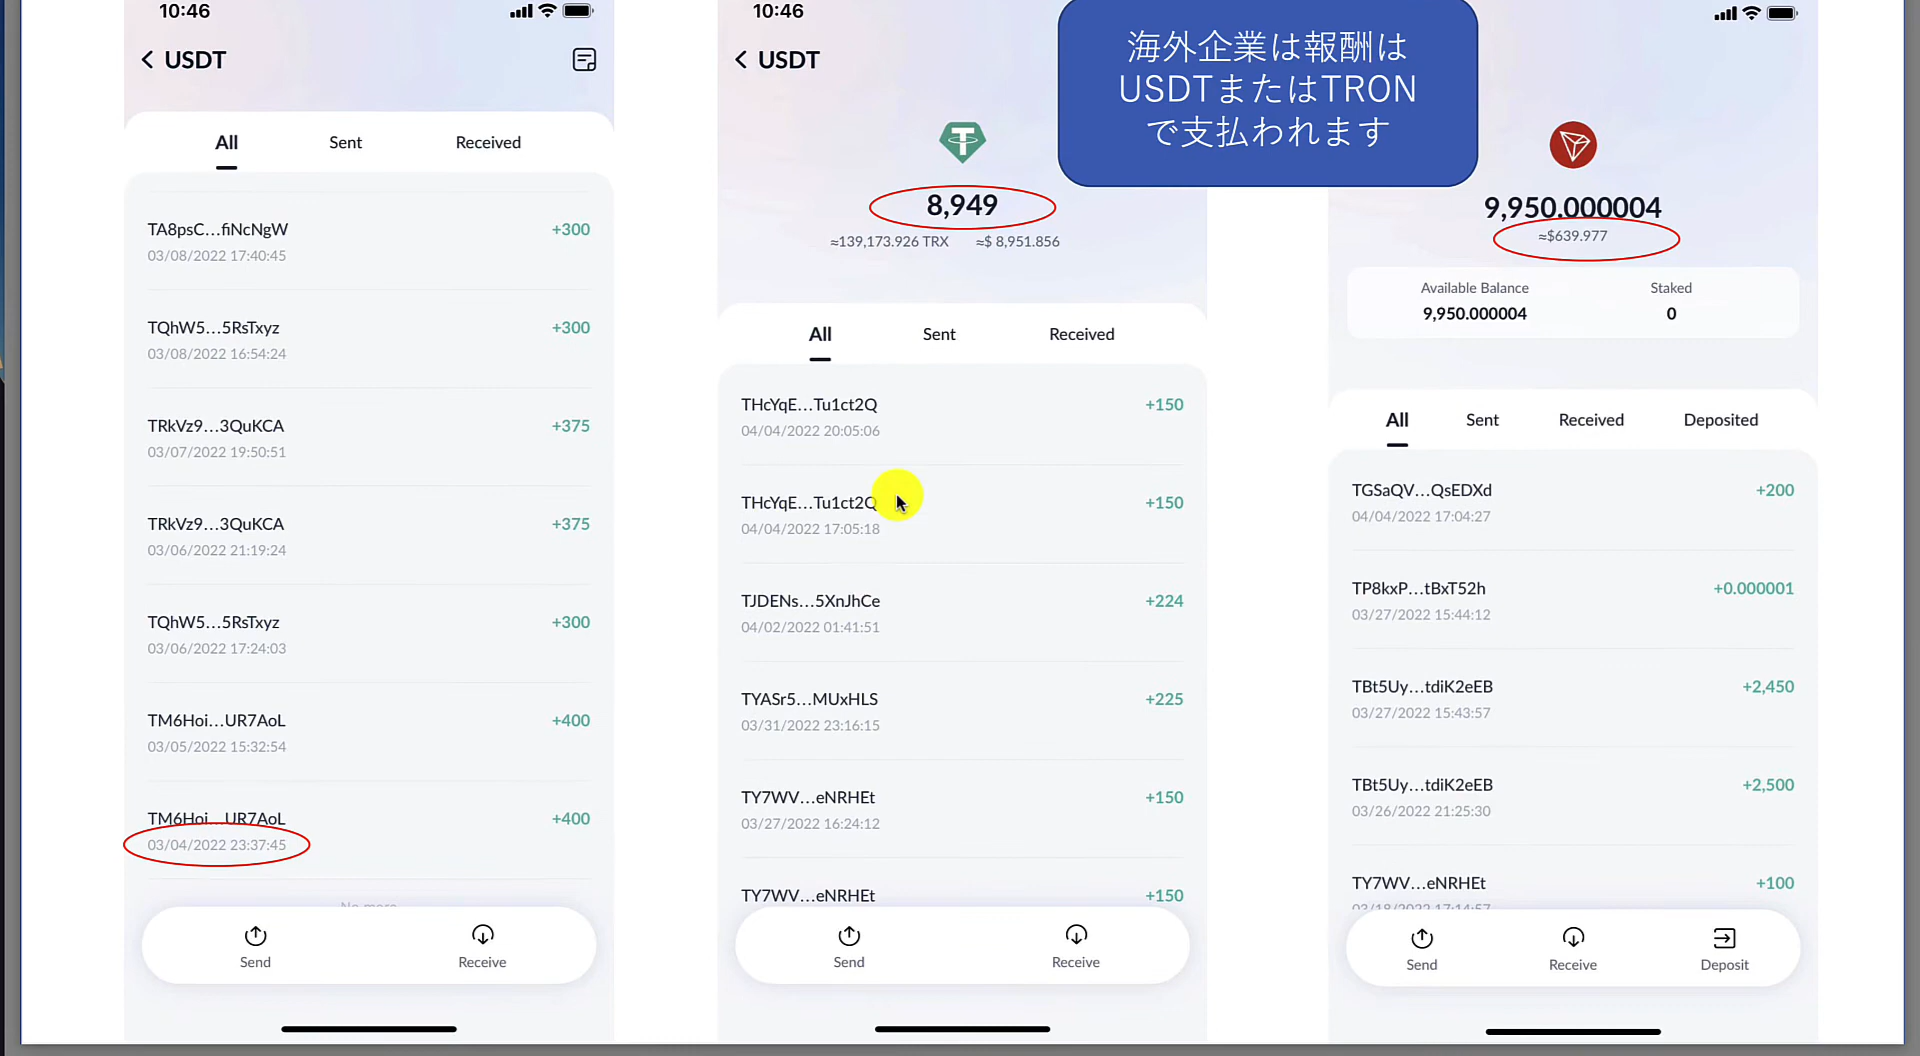 10:46
USDT
All Sent Received
TA8psC...fiNcNgW +300
03/08/2022 17:40:45
TQhW5...5RsTxyz +300
03/08/2022 16:54:24
TRkVz9...3QuKCA +375
03/07/2022 19:50:51
TRkVz9...3QuKCA +375
03/06/2022 21:19:24
TQhW5...5RsTxyz +300
03/06/2022 17:24:03
TM6Hoi...UR7AoL +400
03/05/2022 15:32:54
TM6Hoi...UR7AoL +400
03/04/2022 23:37:45
No more
Send Receive
10:46
USDT
8,949
≈139,173.926 TRX ≈$ 8,951.856
All Sent Received
THcYqE...Tu1ct2Q +150
04/04/2022 20:05:06
THcYqE...Tu1ct2Q +150
04/04/2022 17:05:18
TJDENs...5XnJhCe +224
04/02/2022 01:41:51
TYASr5...MUxHLS +225
03/31/2022 23:16:15
TY7WV...eNRHEt +150
03/27/2022 16:24:12
TY7WV...eNRHEt +150
Send Receive
海外企業は報酬は
USDTまたはTRON
で支払われます
9,950.000004
≈$639.977
Available Balance Staked
9,950.000004 0
All Sent Received Deposited
TGSaQV...QsEDXd +200
04/04/2022 17:04:27
TP8kxP...tBxT52h +0.000001
03/27/2022 15:44:12
TBt5Uy...tdiK2eEB +2,450
03/27/2022 15:43:57
TBt5Uy...tdiK2eEB +2,500
03/26/2022 21:25:30
TY7WV...eNRHEt +100
03/18/2022 17:14:57
Send Receive Deposit